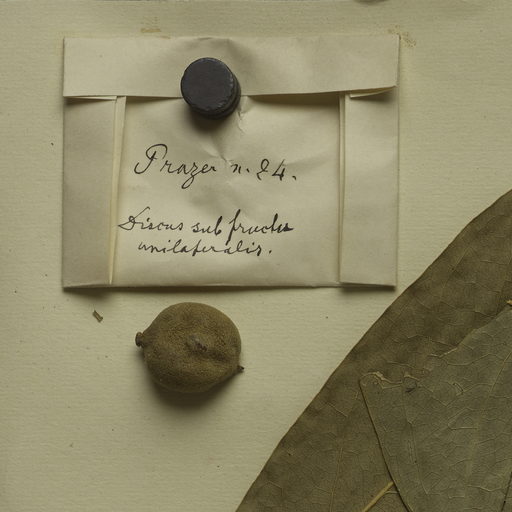 Prazer n. 24.
Discus sub fructu
unilateralis.